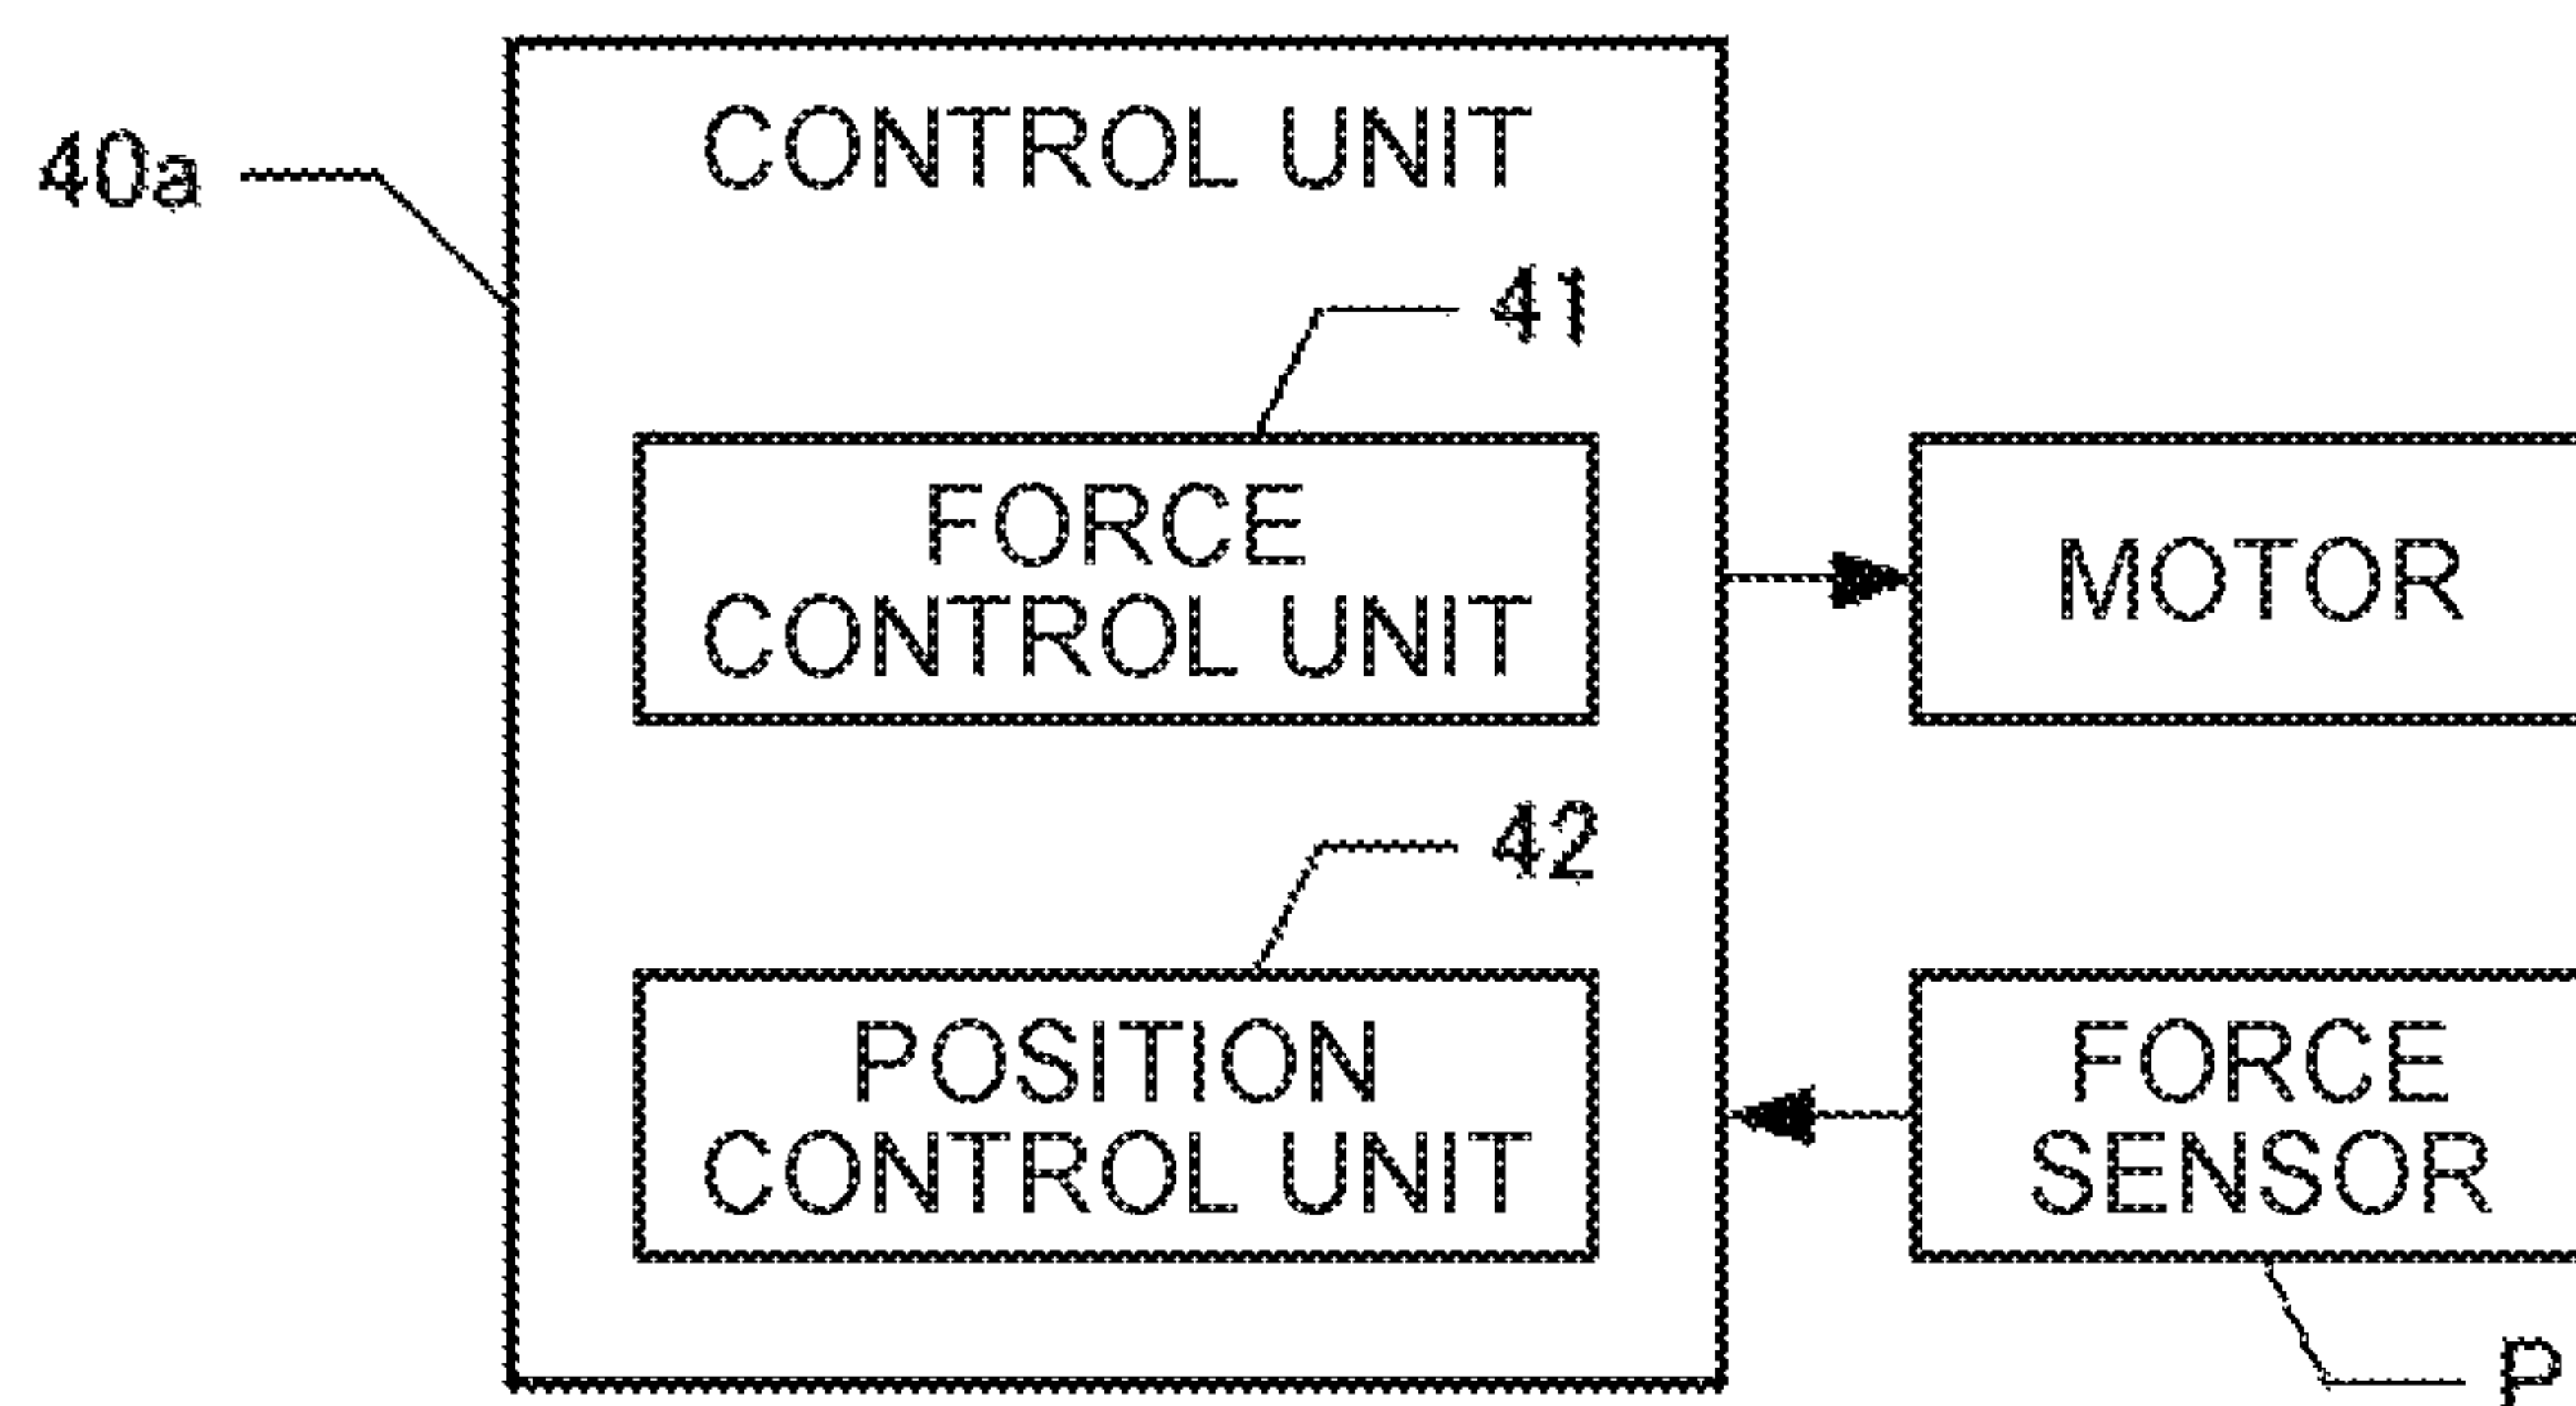 CONTROL UNIT
40a
41
FORCE
CONTROL UNIT
MOTOR
42
POSITION
CONTROL UNIT
FORCE
SENSOR
P